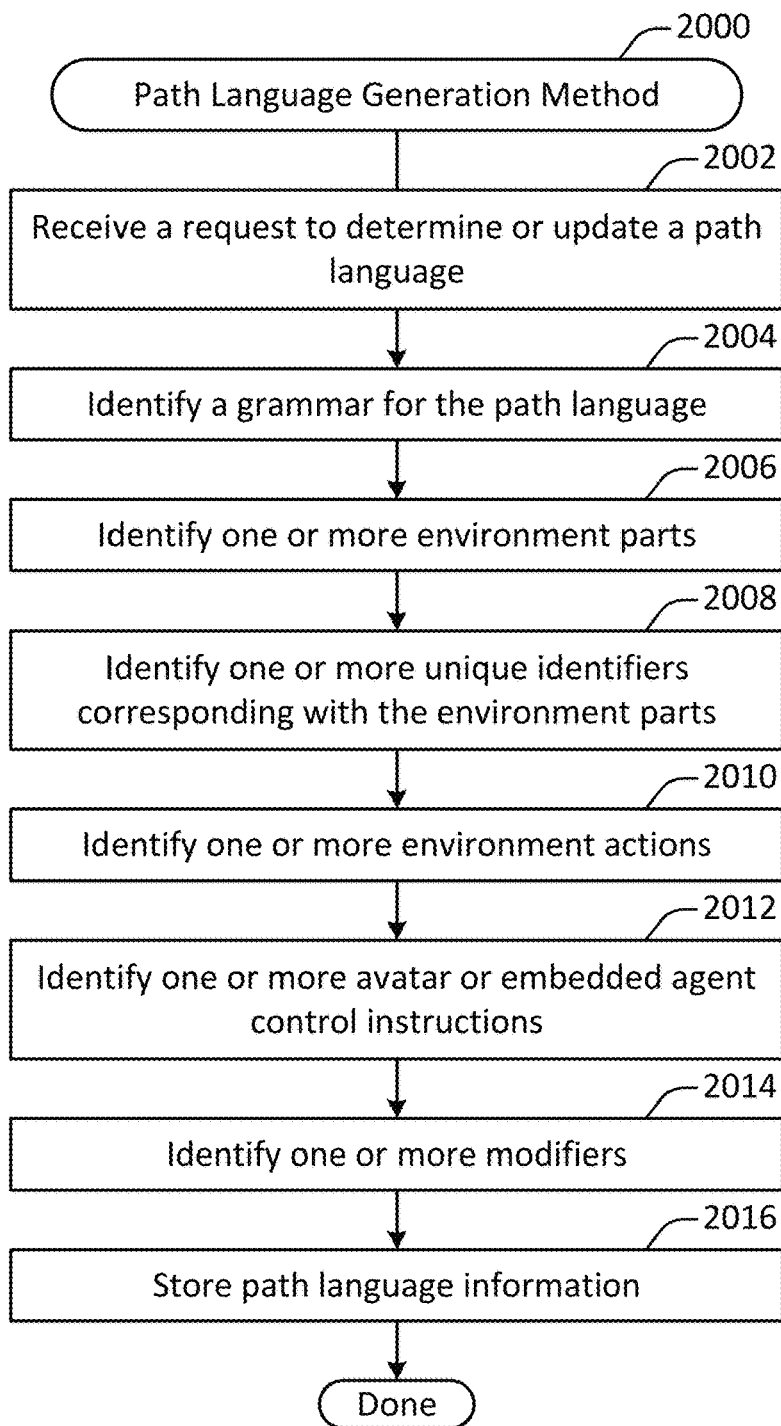 2000
Path Language Generation Method
2002
Receive a request to determine or update a path
language
2004
Identify a grammar for the path language
2006
Identify one or more environment parts
2008
Identify one or more unique identifiers
corresponding with the environment parts
2010
Identify one or more environment actions
2012
Identify one or more avatar or embedded agent
control instructions
2014
Identify one or more modifiers
2016
Store path language information
Done